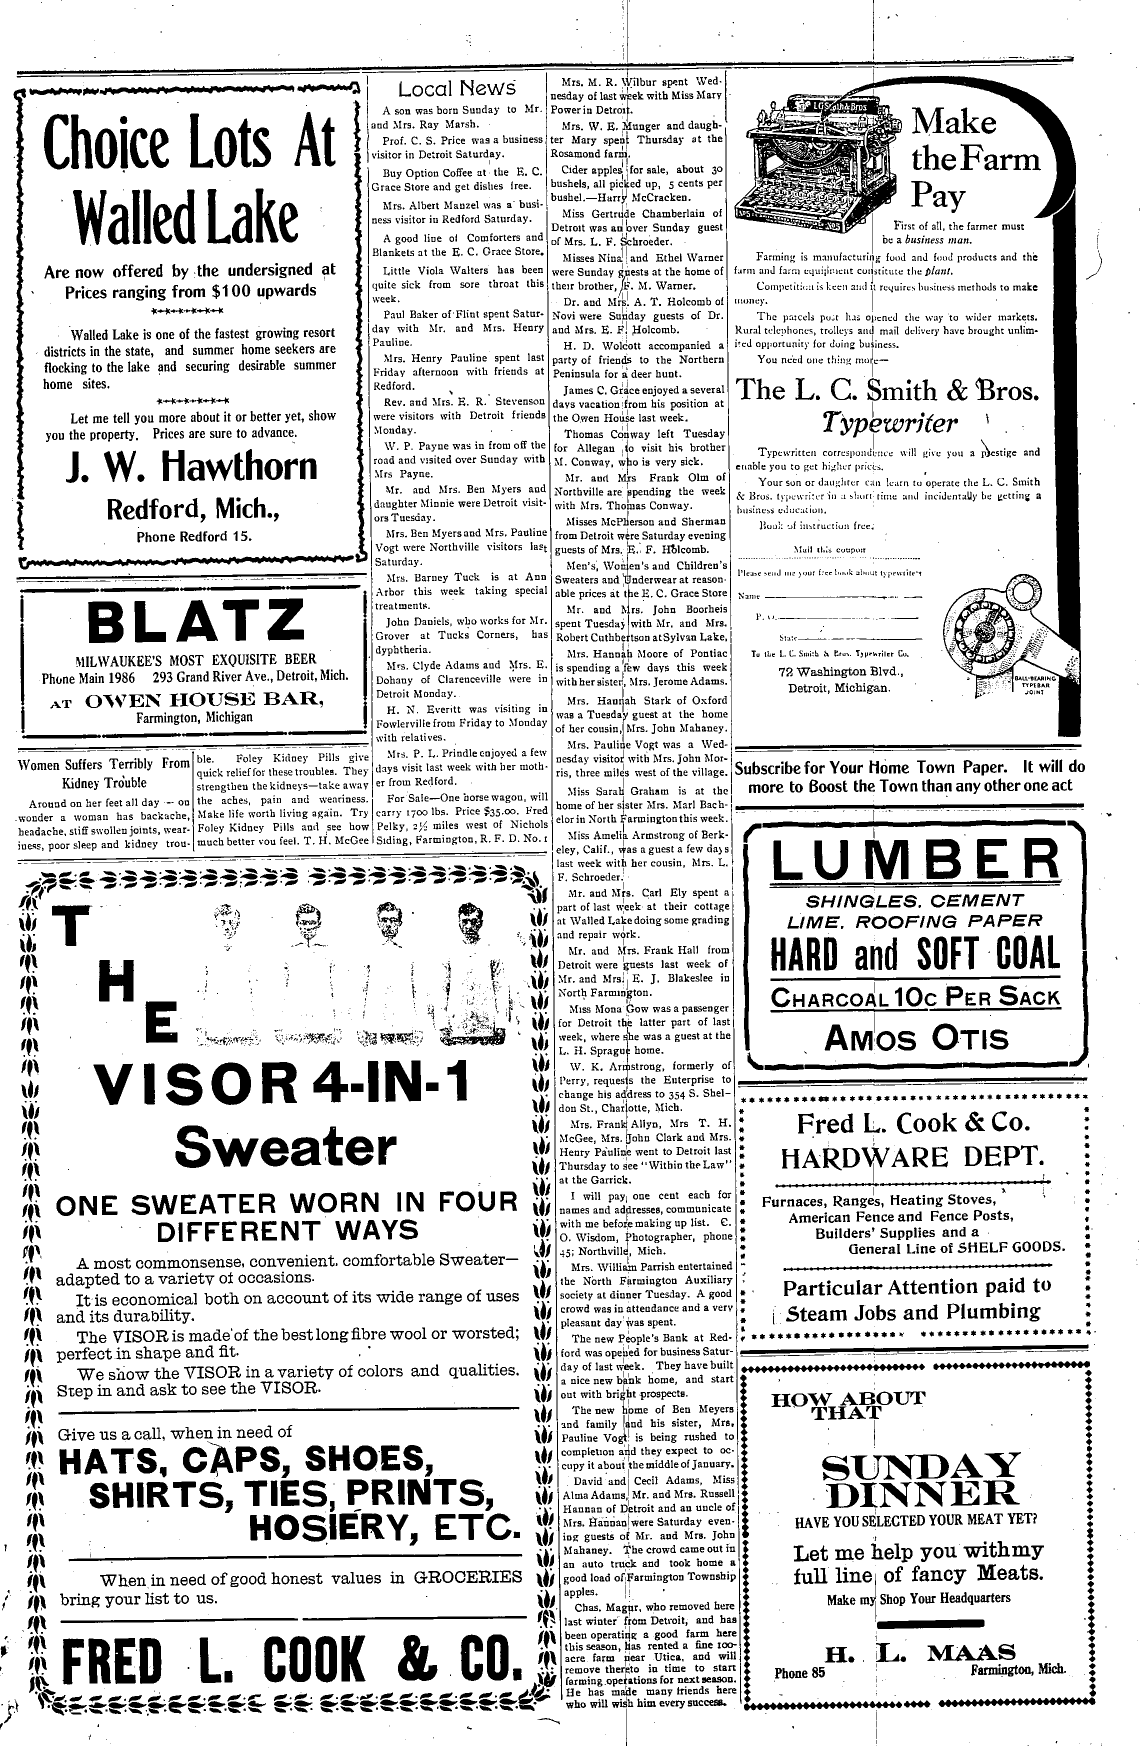 Choice Lots At
Walled Lake
Are now offered by the undersigned at
Prices ranging from $100 upwards
Walled Lake is one of the fastest growing resort
districts in the state, and summer home seekers are
flocking to the lake and securing desirable summer
home sites.
Let me tell you more about it or better yet, show
you the property. Prices are sure to advance.
J. W. Hawthorn
Redford, Mich.,
Phone Redford 15.
BLATZ
MILWAUKEE'S MOST EXQUISITE BEER
Phone Main 1986 293 Grand River Ave., Detroit, Mich.
AT OWEN HOUSE BAR,
Farmington, Michigan
Women Suffers Terribly From
Kidney Trouble
Around on her feet all day — on
wonder a woman has backache,
headache, stiff swollen joints, wear-
iness, poor sleep and kidney trou-
ble. Foley Kidney Pills give
quick relief for these troubles. They
strengthen the kidneys—take away
the aches, pain and weariness.
Make life worth living again. Try
Foley Kidney Pills and see how
much better you feel. T. H. McGee
Local News
A son was born Sunday to Mr.
and Mrs. Ray Marsh.
Prof. C. S. Price was a business
visitor in Detroit Saturday.
Buy Option Coffee at the E. C.
Grace Store and get dishes free.
Mrs. Albert Manzel was a busi-
ness visitor in Redford Saturday.
A good line of Comforters and
Blankets at the E. C. Grace Store.
Little Viola Walters has been
quite sick from sore throat this
week.
Paul Baker of Flint spent Satur-
day with Mr. and Mrs. Henry
Pauline.
Mrs. Henry Pauline spent last
Friday afternoon with friends at
Redford.
Rev. and Mrs. E. R. Stevenson
were visitors with Detroit friends
Monday.
W. P. Payne was in from off the
road and visited over Sunday with
Mrs Payne.
Mr. and Mrs. Ben Myers and
daughter Minnie were Detroit visit-
ors Tuesday.
Mrs. Ben Myers and Mrs. Pauline
Vogt were Northville visitors last
Saturday.
Mrs. Barney Tuck is at Ann
Arbor this week taking special
treatments.
John Daniels, who works for Mr.
Grover at Tucks Corners, has
dyphtheria.
Mrs. Clyde Adams and Mrs. E.
Dohany of Clarenceville were in
Detroit Monday.
H. N. Everitt was visiting in
Fowlerville from Friday to Monday
with relatives.
Mrs. P. L. Prindle enjoyed a few
days visit last week with her moth-
er from Redford.
For Sale—One horse wagon, will
carry 1700 lbs. Price $35.00. Fred
Pelky, 2½ miles west of Nichols
Siding, Farmington, R. F. D. No. 1
THE
VISOR 4-IN-1
Sweater
ONE SWEATER WORN IN FOUR
DIFFERENT WAYS
A most commonsense, convenient, comfortable Sweater—
adapted to a variety of occasions.
It is economical both on account of its wide range of uses
and its durability.
The VISOR is made of the best long fibre wool or worsted;
perfect in shape and fit.
We show the VISOR in a variety of colors and qualities.
Step in and ask to see the VISOR.
Give us a call, when in need of
HATS, CAPS, SHOES,
SHIRTS, TIES, PRINTS,
HOSIERY, ETC.
When in need of good honest values in GROCERIES
bring your list to us.
FRED L. COOK & CO.
Mrs. M. R. Wilbur spent Wed-
nesday of last week with Miss Mary
Power in Detroit.
Mrs. W. E. Munger and daugh-
ter Mary spent Thursday at the
Rosamond farm.
Cider apples for sale, about 30
bushels, all picked up, 5 cents per
bushel.—Harry McCracken.
Miss Gertrude Chamberlain of
Detroit was an over Sunday guest
of Mrs. L. F. Schroeder.
Misses Nina and Ethel Warner
were Sunday guests at the home of
their brother, F. M. Warner.
Dr. and Mrs. A. T. Holcomb of
Novi were Sunday guests of Dr.
and Mrs. E. F. Holcomb.
H. D. Wolcott accompanied a
party of friends to the Northern
Peninsula for a deer hunt.
James C. Grace enjoyed a several
days vacation from his position at
the Owen House last week.
Thomas Conway left Tuesday
for Allegan to visit his brother
M. Conway, who is very sick.
Mr. and Mrs Frank Olm of
Northville are spending the week
with Mrs. Thomas Conway.
Misses McPherson and Sherman
from Detroit were Saturday evening
guests of Mrs. E. F. Holcomb.
Men's, Women's and Children's
Sweaters and Underwear at reason-
able prices at the E. C. Grace Store
Mr. and Mrs. John Boorheis
spent Tuesday with Mr. and Mrs.
Robert Cuthbertson at Sylvan Lake,
Mrs. Hannah Moore of Pontiac
is spending a few days this week
with her sister, Mrs. Jerome Adams.
Mrs. Hannah Stark of Oxford
was a Tuesday guest at the home
of her cousin, Mrs. John Mahaney.
Mrs. Pauline Vogt was a Wed-
nesday visitor with Mrs. John Mor-
ris, three miles west of the village.
Miss Sarah Graham is at the
home of her sister Mrs. Marl Bach-
elor in North Farmington this week.
Miss Amelia Armstrong of Berk-
eley, Calif., was a guest a few days
last week with her cousin, Mrs. L.
F. Schroeder.
Mr. and Mrs. Carl Ely spent a
part of last week at their cottage
at Walled Lake doing some grading
and repair work.
Mr. and Mrs. Frank Hall from
Detroit were guests last week of
Mr. and Mrs. E. J. Blakeslee in
North Farmington.
Miss Mona Gow was a passenger
for Detroit the latter part of last
week, where she was a guest at the
L. H. Sprague home.
W. K. Armstrong, formerly of
Perry, requests the Enterprise to
change his address to 354 S. Shel-
don St., Charlotte, Mich.
Mrs. Frank Allyn, Mrs T. H.
McGee, Mrs. John Clark and Mrs.
Henry Pauline went to Detroit last
Thursday to see "Within the Law"
at the Garrick.
I will pay one cent each for
names and addresses, communicate
with me before making up list. C.
O. Wisdom, Photographer, phone
45; Northville, Mich.
Mrs. William Parrish entertained
the North Farmington Auxiliary
society at dinner Tuesday. A good
crowd was in attendance and a very
pleasant day was spent.
The new People's Bank at Red-
ford was opened for business Satur-
day of last week. They have built
a nice new bank home, and start
out with bright prospects.
The new home of Ben Meyers
and family and his sister, Mrs.
Pauline Vogt is being rushed to
completion and they expect to oc-
cupy it about the middle of January.
David and Cecil Adams, Miss
Alma Adams, Mr. and Mrs. Russell
Hannan of Detroit and an uncle of
Mrs. Hannan were Saturday even-
ing guests of Mr. and Mrs. John
Mahaney. The crowd came out in
an auto truck and took home a
good load of Farmington Township
apples.
Chas. Magur, who removed here
last winter from Detroit, and has
been operating a good farm here
this season, has rented a fine 100-
acre farm near Utica, and will
remove thereto in time to start
farming operations for next season.
He has made many friends here
who will wish him every success.
L C Smith & Bros
Make
the Farm
Pay
First of all, the farmer must
be a business man.
Farming is manufacturing food and food products and the
farm and farm equipment constitute the plant.
Competition is keen and it requires business methods to make
money.
The parcels post has opened the way to wider markets.
Rural telephones, trolleys and mail delivery have brought unlim-
ited opportunity for doing business.
You need one thing more—
The L. C. Smith & Bros.
Typewriter
Typewritten correspondence will give you a prestige and
enable you to get higher prices.
Your son or daughter can learn to operate the L. C. Smith
& Bros. typewriter in a short time and incidentally be getting a
business education.
Book of instruction free.
Mail this coupon
Please send me your free book about typewriters
Name
P. O.
State
To the L. C. Smith & Bros. Typewriter Co.
72 Washington Blvd.,
Detroit, Michigan.
BALL-BEARING
TYPEBAR
JOINT
Subscribe for Your Home Town Paper. It will do
more to Boost the Town than any other one act
LUMBER
SHINGLES, CEMENT
LIME, ROOFING PAPER
HARD and SOFT COAL
CHARCOAL 10C PER SACK
AMOS OTIS
Fred L. Cook & Co.
HARDWARE DEPT.
Furnaces, Ranges, Heating Stoves,
American Fence and Fence Posts,
Builders' Supplies and a
General Line of SHELF GOODS.
Particular Attention paid to
Steam Jobs and Plumbing
HOW ABOUT
THAT
SUNDAY
DINNER
HAVE YOU SELECTED YOUR MEAT YET?
Let me help you with my
full line of fancy Meats.
Make my Shop Your Headquarters
H. L. MAAS
Phone 85 Farmington, Mich.